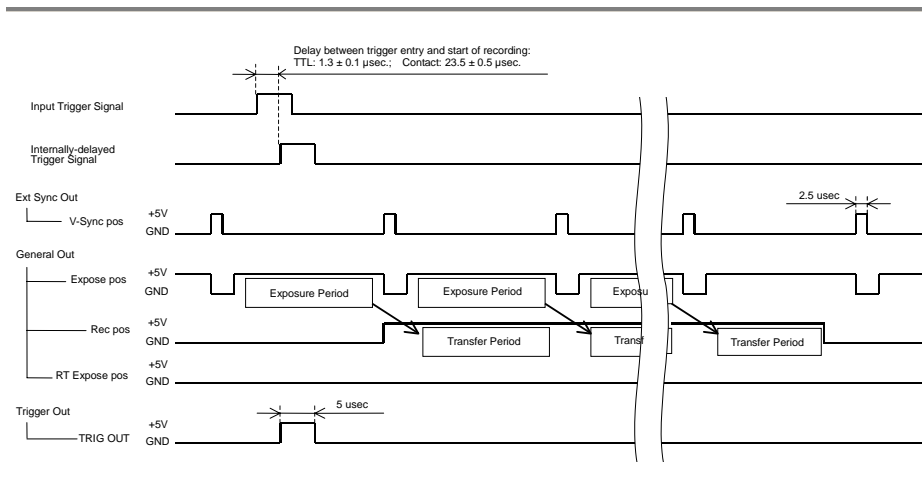 Delay between trigger entry and start of recording:
TTL: 1.3 ± 0.1 μsec.; Contact: 23.5 ± 0.5 μsec.
Input Trigger Signal
Internally-delayed
Trigger Signal
Ext Sync Out
2.5 usec
V-Sync pos
+5V
GND
General Out
Expose pos
+5V
GND
Exposure Period
Exposure Period
Exposu
Rec pos
+5V
GND
Transfer Period
Transf
Transfer Period
RT Expose pos
+5V
GND
Trigger Out
5 usec
TRIG OUT
+5V
GND